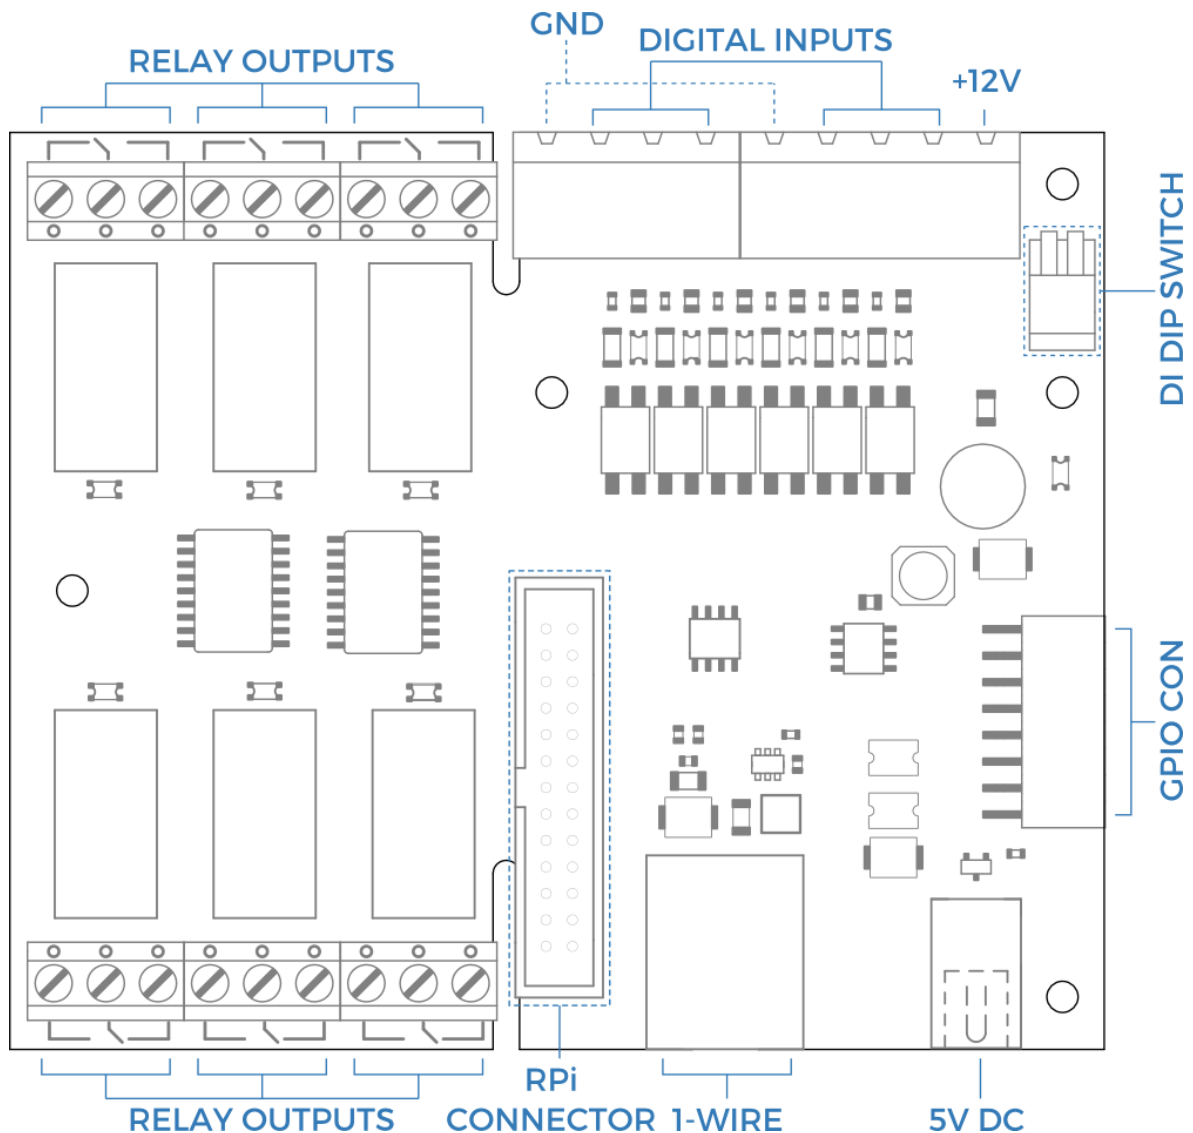 GND
RELAY OUTPUTS
DIGITAL INPUTS
+12V
DI DIP SWITCH
GPIO CON
RPi
CONNECTOR
1-WIRE
5V DC
RELAY OUTPUTS